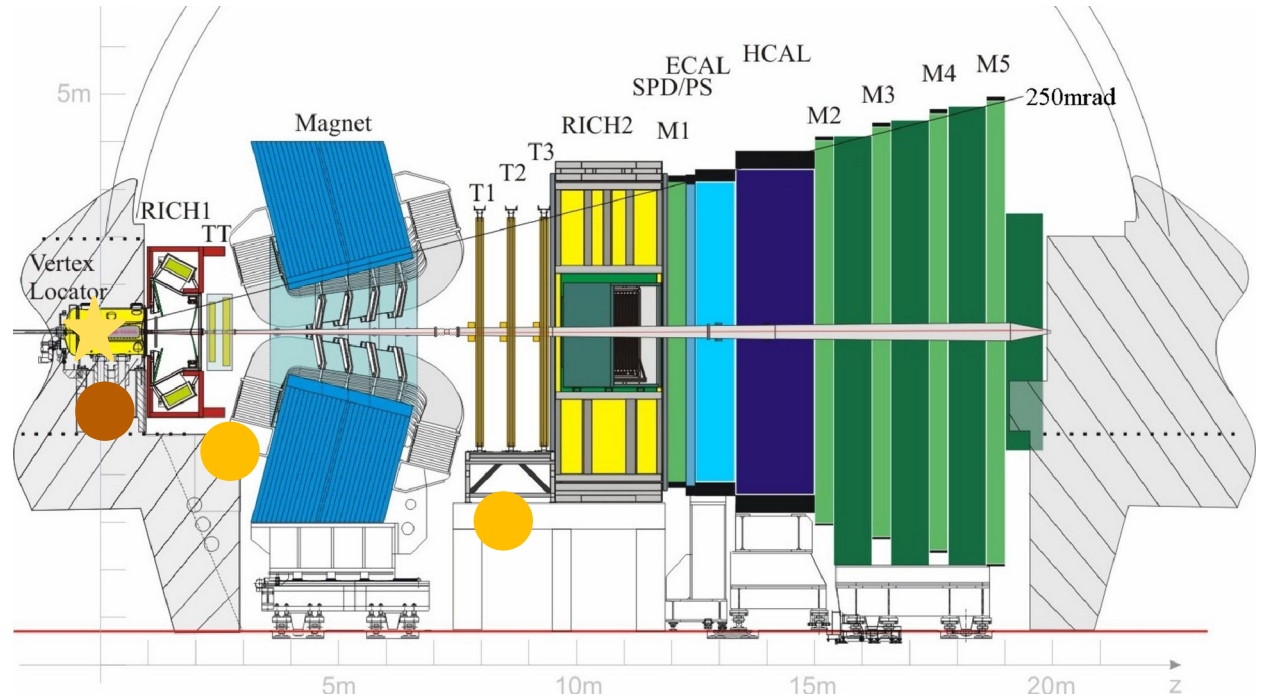 HCAL
ECAL
SPD/PS
M5
M4
M3
M2
250mrad
5m
Magnet
RICH2
M1
T3
T2
T1
RICH1
TT
Vertex
Locator
5m
10m
15m
20m
z